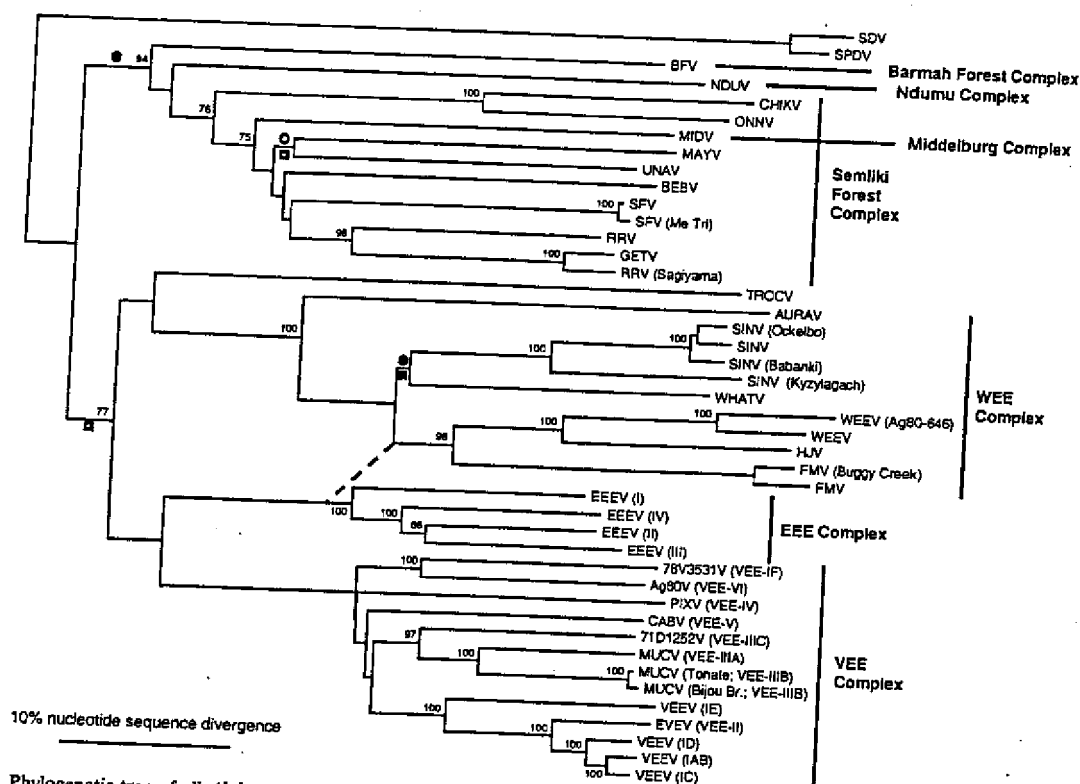 SDV
SPDV
BFV
Barmah Forest Complex
94
NDUV
Ndumu Complex
100
CHIKV
ONNV
76
MIDV
Middelburg Complex
75
MAYV
UNAV
Semliki
Forest
Complex
BEBV
100
SFV
SFV (Me Tri)
98
RRV
100
GETV
RRV (Sagiyama)
TROCV
AURAV
100
SINV (Ockelbo)
100
100
SINV
SINV (Babanki)
SINV (Kyzylagach)
WHATV
WEE
Complex
77
100
100
WEEV (Ag80-646)
WEEV
98
HJV
FMV (Buggy Creek)
FMV
100
EEEV (I)
100
EEEV (IV)
EEEV (II)
EEE Complex
EEEV (III)
100
78V3531V (VEE-IF)
Ag80V (VEE-VI)
PIXV (VEE-IV)
CABV (VEE-V)
97
71D1252V (VEE-IIIC)
100
MUCV (VEE-IIIA)
VEE
Complex
100
MUCV (Tonate; VEE-IIIB)
MUCV (Bijou Br.; VEE-IIIB)
100
VEEV (IE)
100
EVEV (VEE-II)
100
VEEV (ID)
VEEV (IAB)
100
VEEV (IC)
10% nucleotide sequence divergence